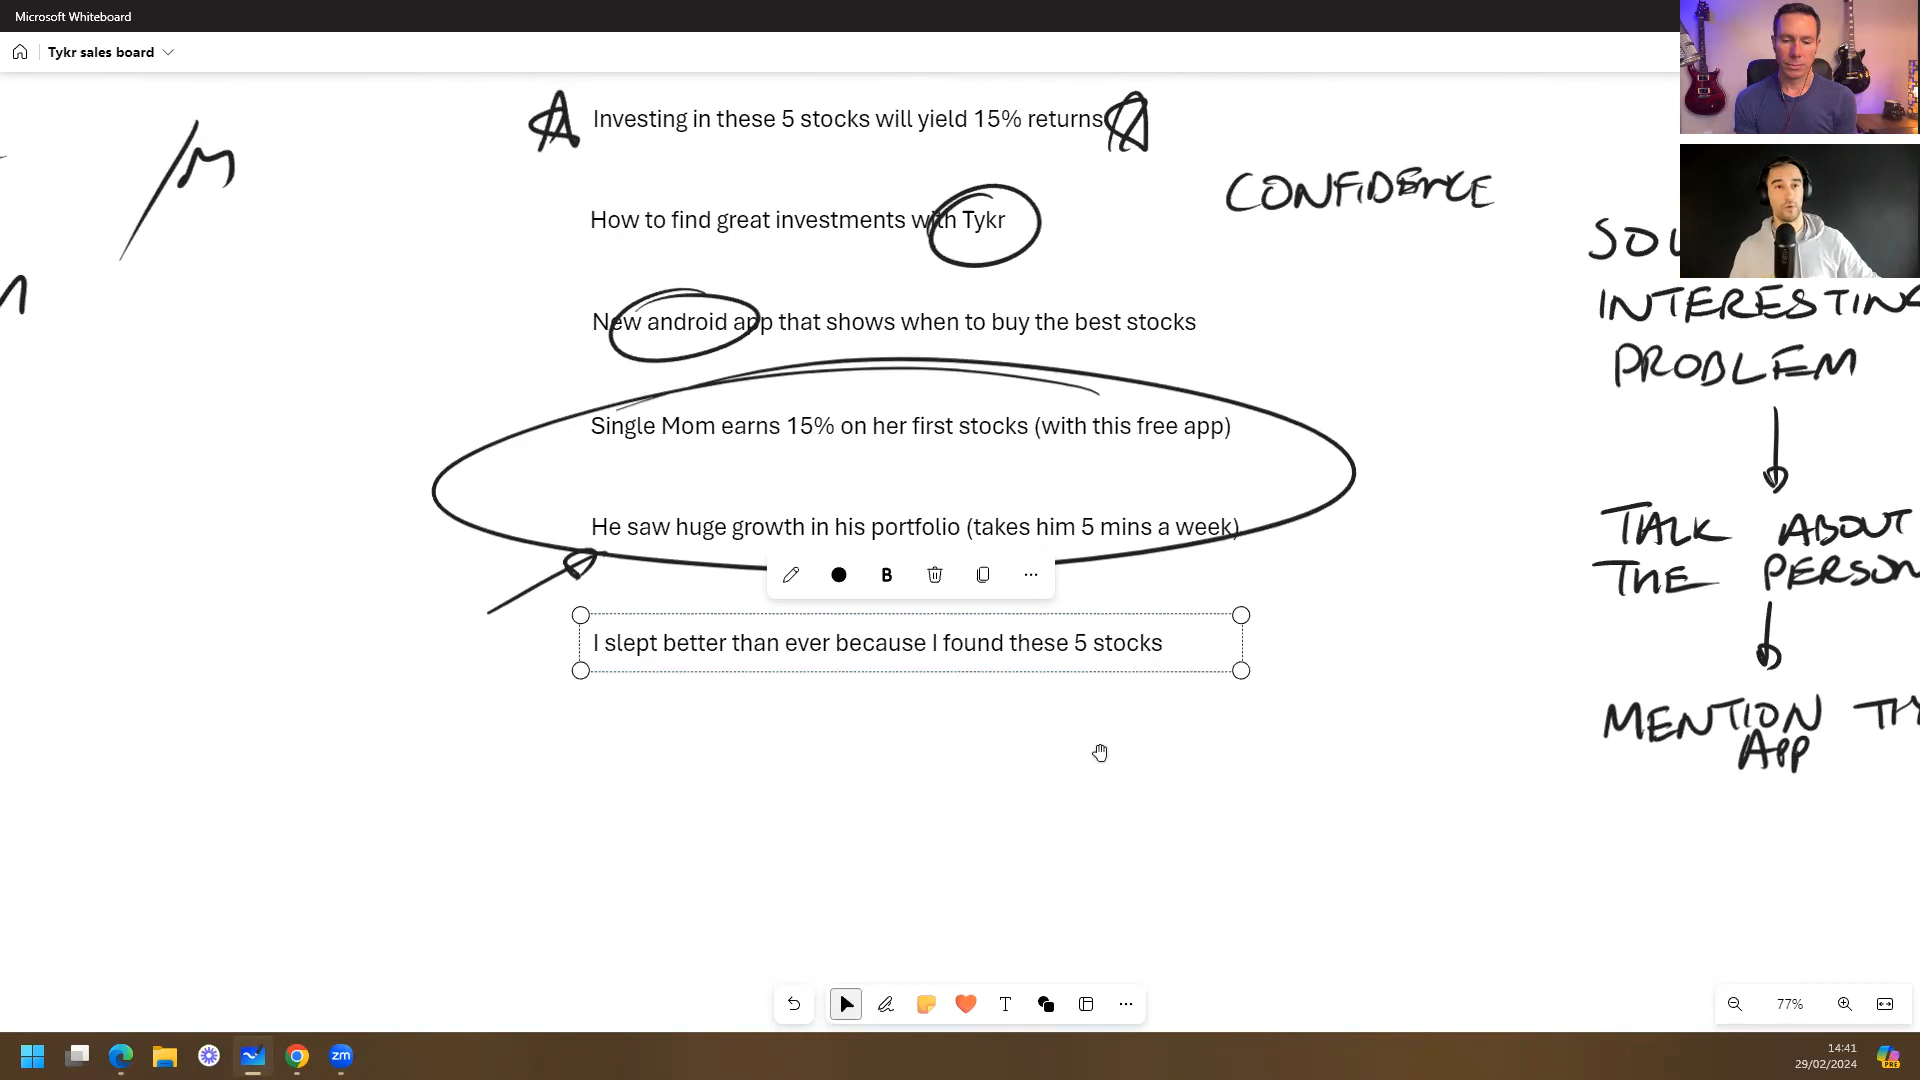 Microsoft Whiteboard
Tykr sales board
Investing in these 5 stocks will yield 15% returns
CONFIDENCE
How to find great investments with Tykr
INTERESTING
PROBLEM
New android app that shows when to buy the best stocks
Single Mom earns 15% on her first stocks (with this free app)
He saw huge growth in his portfolio (takes him 5 mins a week)
TALK ABOUT
THE PERSON
B
I slept better than ever because I found these 5 stocks
MENTION
APP
T
77%
zm
14:41
29/02/2024
PRE